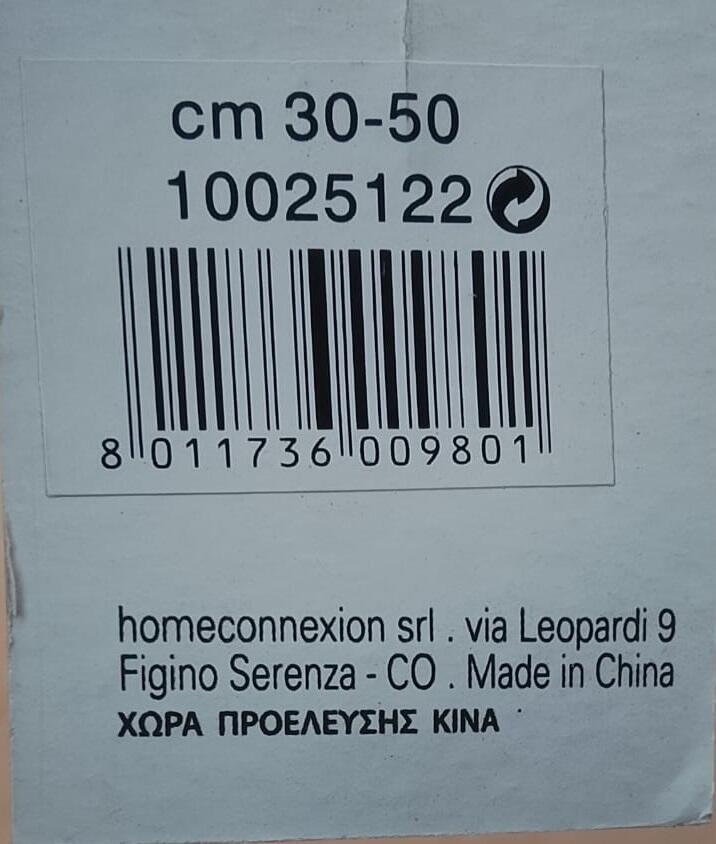 cm 30-50
10025122
8 011736 009801
homeconnexion srl . via Leopardi 9
Figino Serenza - CO . Made in China
ΧΩΡΑ ΠΡΟΕΛΕΥΣΗΣ ΚΙΝΑ